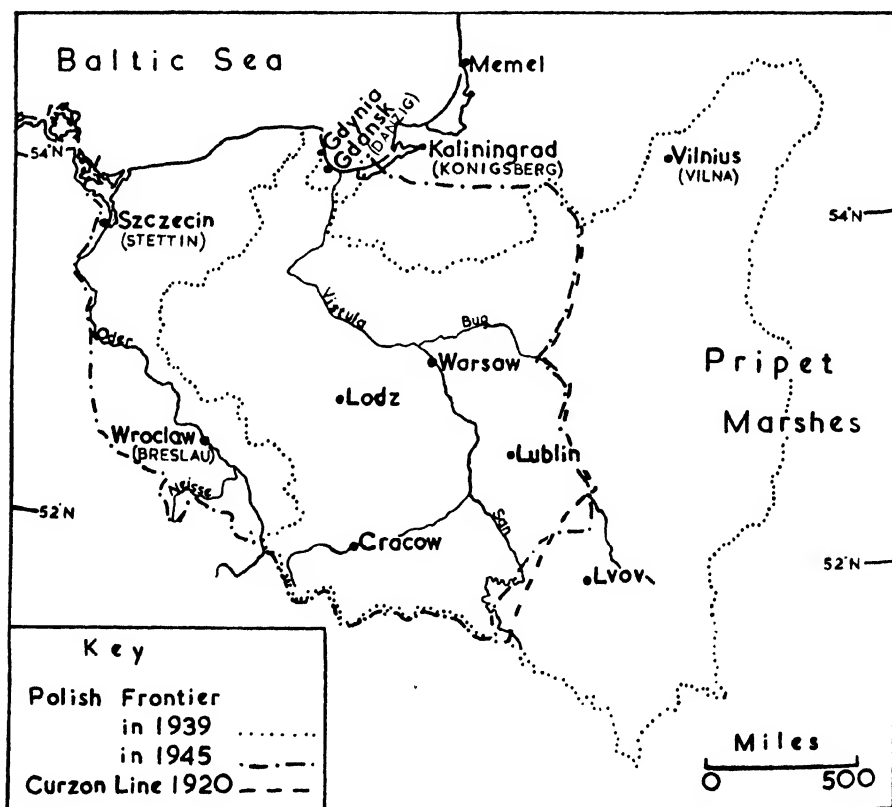 Baltic Sea
Memel
Gdynia
Gdansk
(DANZIG)
Kaliningrad
(KONIGSBERG)
Vilnius
(VILNA)
54°N
54°N
Szczecin
(STETTIN)
Vistula
Bug
Oder
Warsaw
Pripet
Marshes
Lodz
Wroclaw
(BRESLAU)
Lublin
Neisse
52°N
San
Cracow
Lvov
52°N
Key
Polish Frontier
in 1939
in 1945
Curzon Line 1920
Miles
0 500